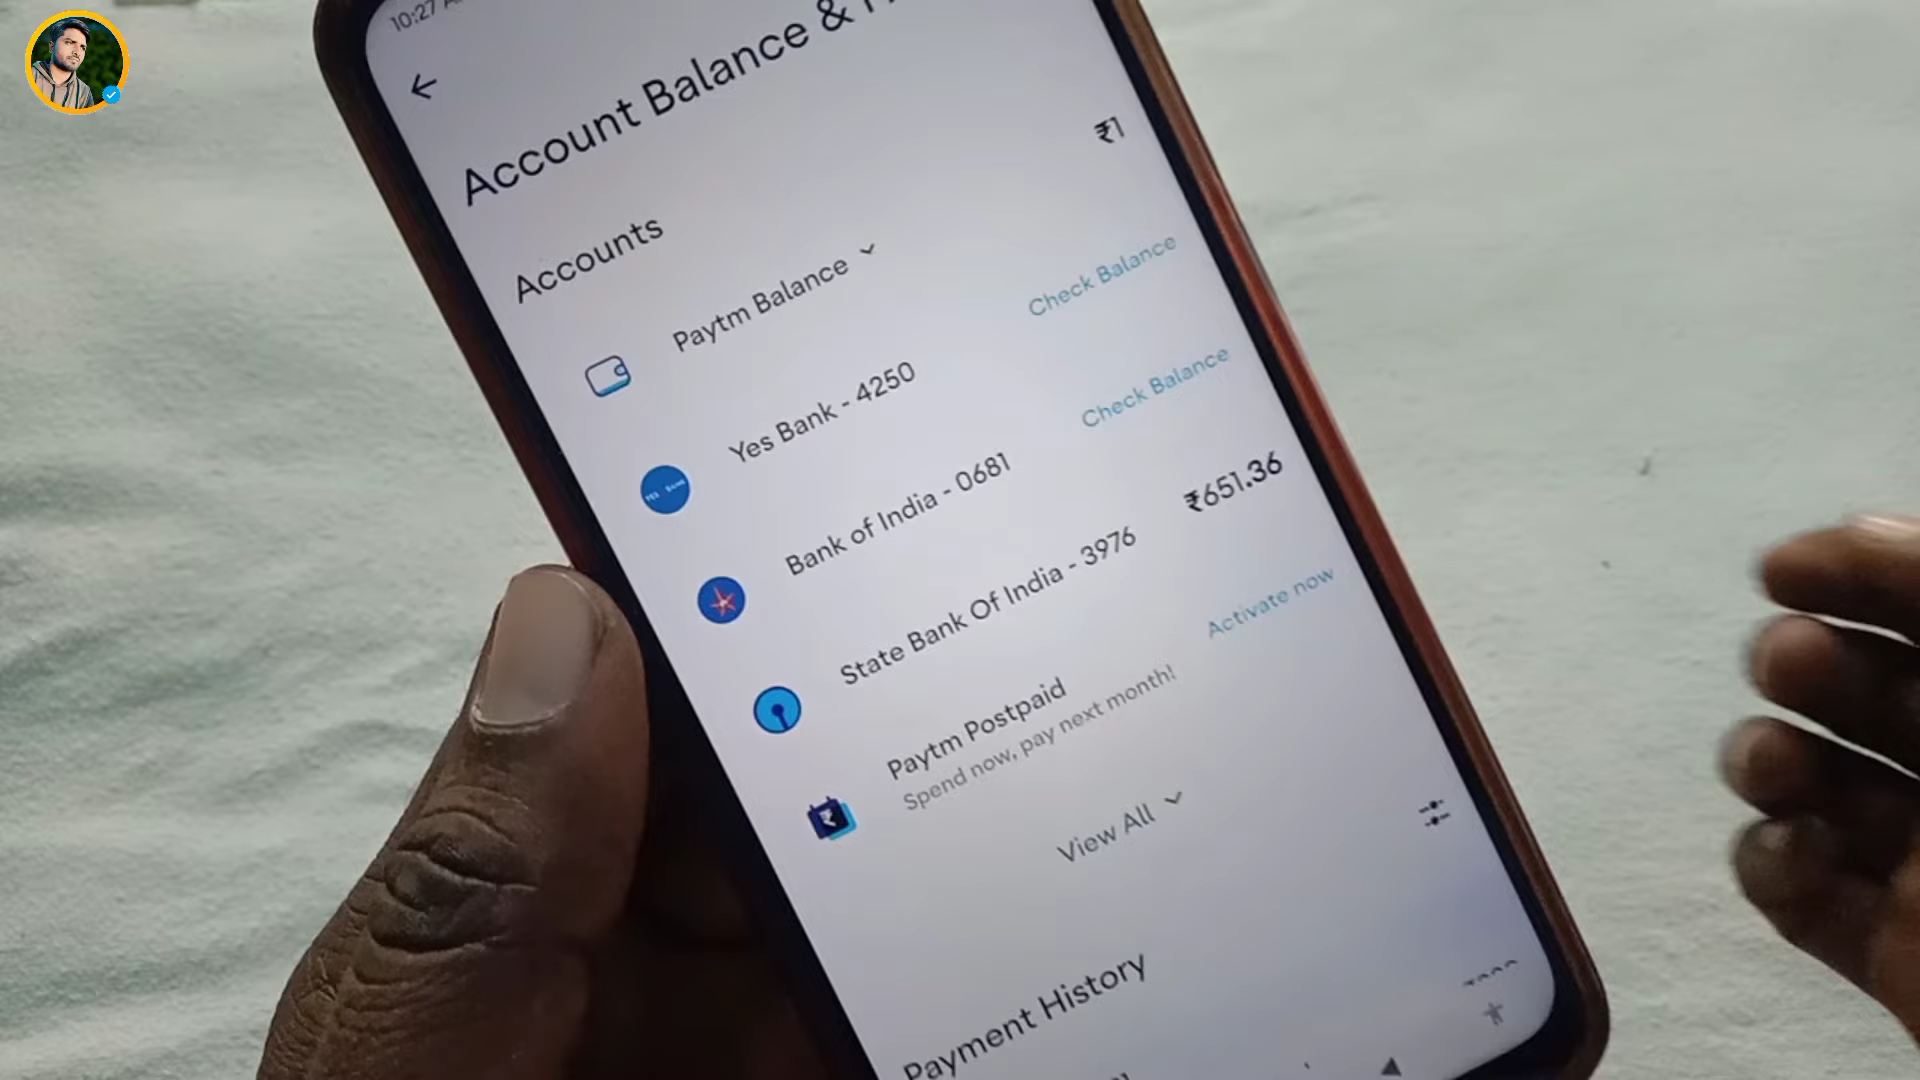 10:27
Account Balance &
Accounts
Paytm Balance ₹1
Yes Bank - 4250 Check Balance
Bank of India - 0681 Check Balance
State Bank Of India - 3976 ₹651.36
Paytm Postpaid Activate now
Spend now, pay next month!
View All
Payment History